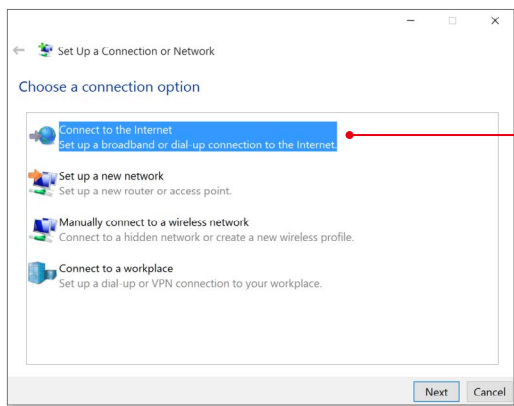 Set Up a Connection or Network
Choose a connection option
Connect to the Internet
Set up a broadband or dial-up connection to the Internet.
Set up a new network
Set up a new router or access point.
Manually connect to a wireless network
Connect to a hidden network or create a new wireless profile.
Connect to a workplace
Set up a dial-up or VPN connection to your workplace.
Next Cancel